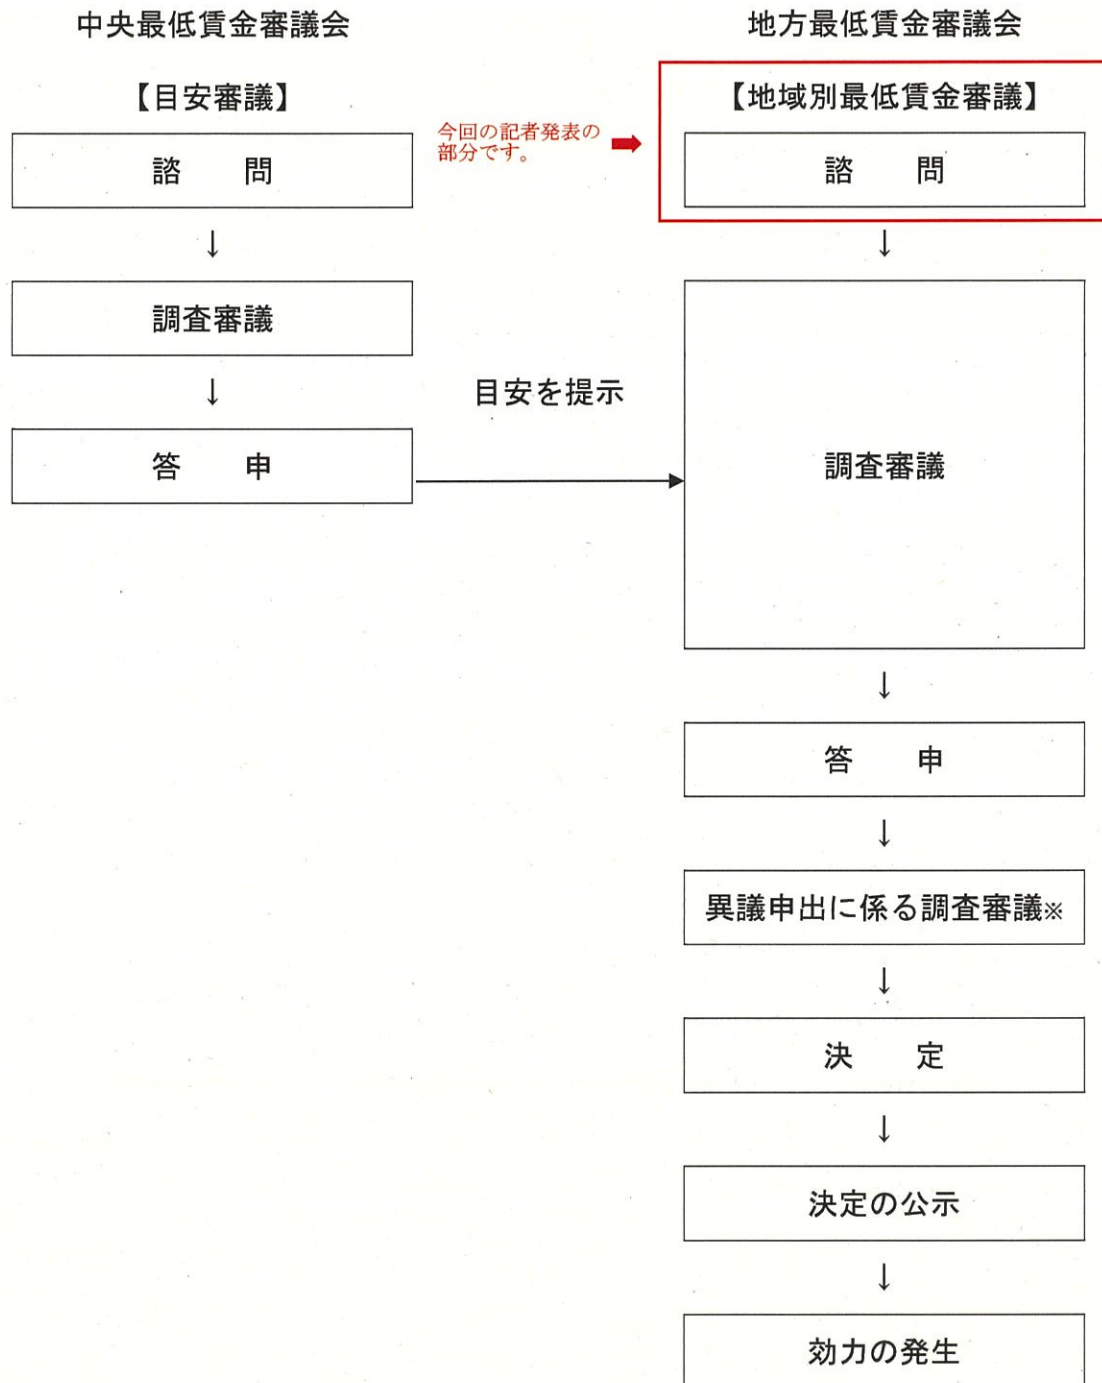 中央最低賃金審議会
【目安審議】
諮　　問
↓
調査審議
↓
答　　申
目安を提示
今回の記者発表の
部分です。
地方最低賃金審議会
【地域別最低賃金審議】
諮　　問
↓
調査審議
↓
答　　申
↓
異議申出に係る調査審議※
↓
決　　定
↓
決定の公示
↓
効力の発生